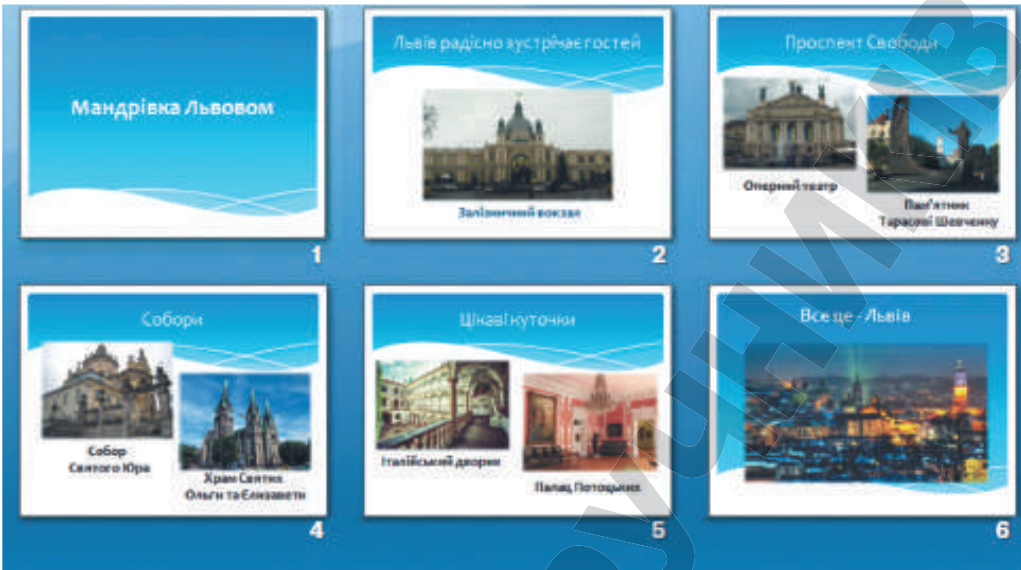 Мандрівка Львовом
1
Львів радісно зустрічає гостей
Залізничний вокзал
2
Проспект Свободи
Оперний театр
Пам'ятник
Тарасові Шевченку
3
Собори
Собор
Святого Юра
Храм Святих
Ольги та Єлизавети
4
Цікаві куточки
Італійський дворик
Палац Потоцьких
5
Все це - Львів
6